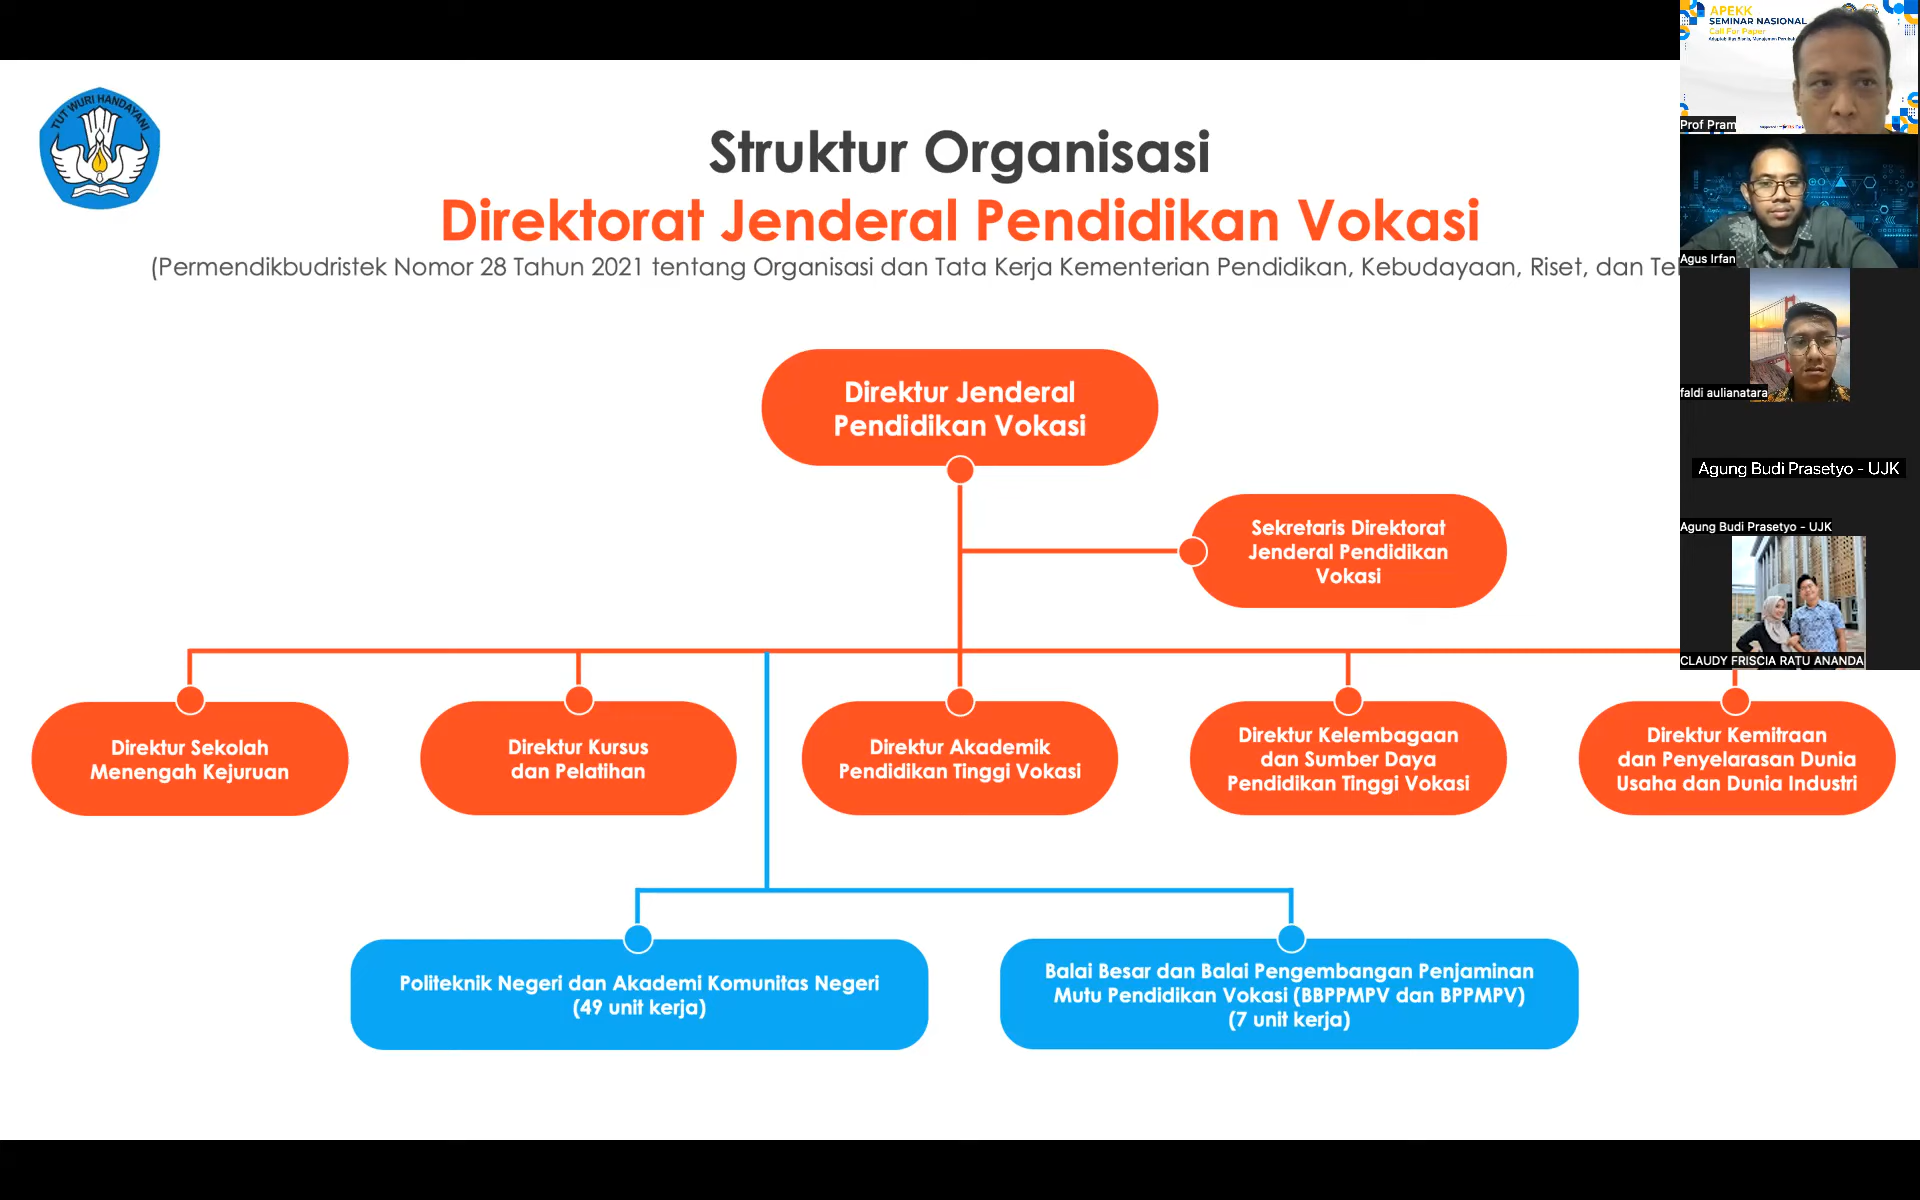 TUT WURI HANDAYANI
Struktur Organisasi
Direktorat Jenderal Pendidikan Vokasi
(Permendikbudristek Nomor 28 Tahun 2021 tentang Organisasi dan Tata Kerja Kementerian Pendidikan, Kebudayaan, Riset, dan Te
Direktur Jenderal
Pendidikan Vokasi
Sekretaris Direktorat
Jenderal Pendidikan
Vokasi
Direktur Sekolah
Menengah Kejuruan
Direktur Kursus
dan Pelatihan
Direktur Akademik
Pendidikan Tinggi Vokasi
Direktur Kelembagaan
dan Sumber Daya
Pendidikan Tinggi Vokasi
Direktur Kemitraan
dan Penyelarasan Dunia
Usaha dan Dunia Industri
Politeknik Negeri dan Akademi Komunitas Negeri
(49 unit kerja)
Balai Besar dan Balai Pengembangan Penjaminan
Mutu Pendidikan Vokasi (BBPPMPV dan BPPMPV)
(7 unit kerja)
APEKK
SEMINAR NASIONAL
Call For Paper
Prof Pram
Agus Irfan
faldi aulianatara
Agung Budi Prasetyo - UJK
Agung Budi Prasetyo - UJK
CLAUDY FRISCIA RATU ANANDA